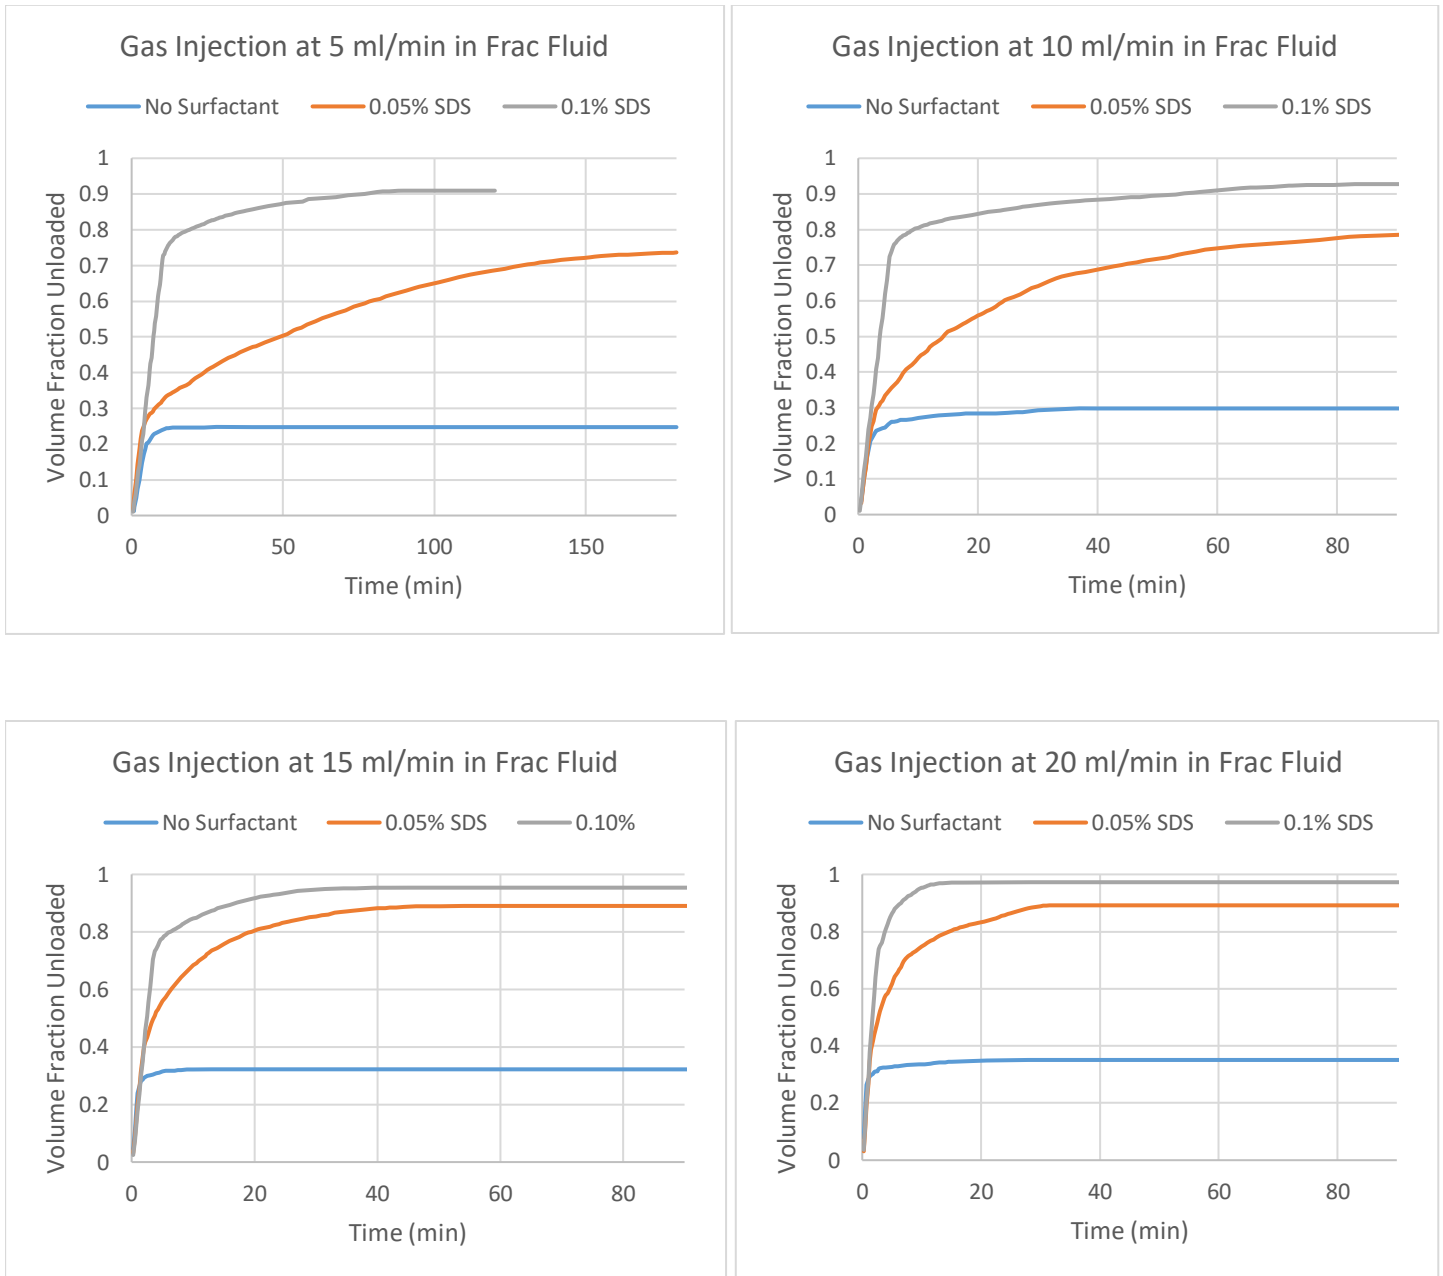 Gas Injection at 5 ml/min in Frac Fluid
No Surfactant 0.05% SDS 0.1% SDS
Volume Fraction Unloaded
1
0.9
0.8
0.7
0.6
0.5
0.4
0.3
0.2
0.1
0
0 50 100 150
Time (min)
Gas Injection at 10 ml/min in Frac Fluid
No Surfactant 0.05% SDS 0.1% SDS
Volume Fraction Unloaded
1
0.9
0.8
0.7
0.6
0.5
0.4
0.3
0.2
0.1
0
0 20 40 60 80
Time (min)
Gas Injection at 15 ml/min in Frac Fluid
No Surfactant 0.05% SDS 0.10%
Volume Fraction Unloaded
1
0.8
0.6
0.4
0.2
0
0 20 40 60 80
Time (min)
Gas Injection at 20 ml/min in Frac Fluid
No Surfactant 0.05% SDS 0.1% SDS
Volume Fraction Unloaded
1
0.8
0.6
0.4
0.2
0
0 20 40 60 80
Time (min)